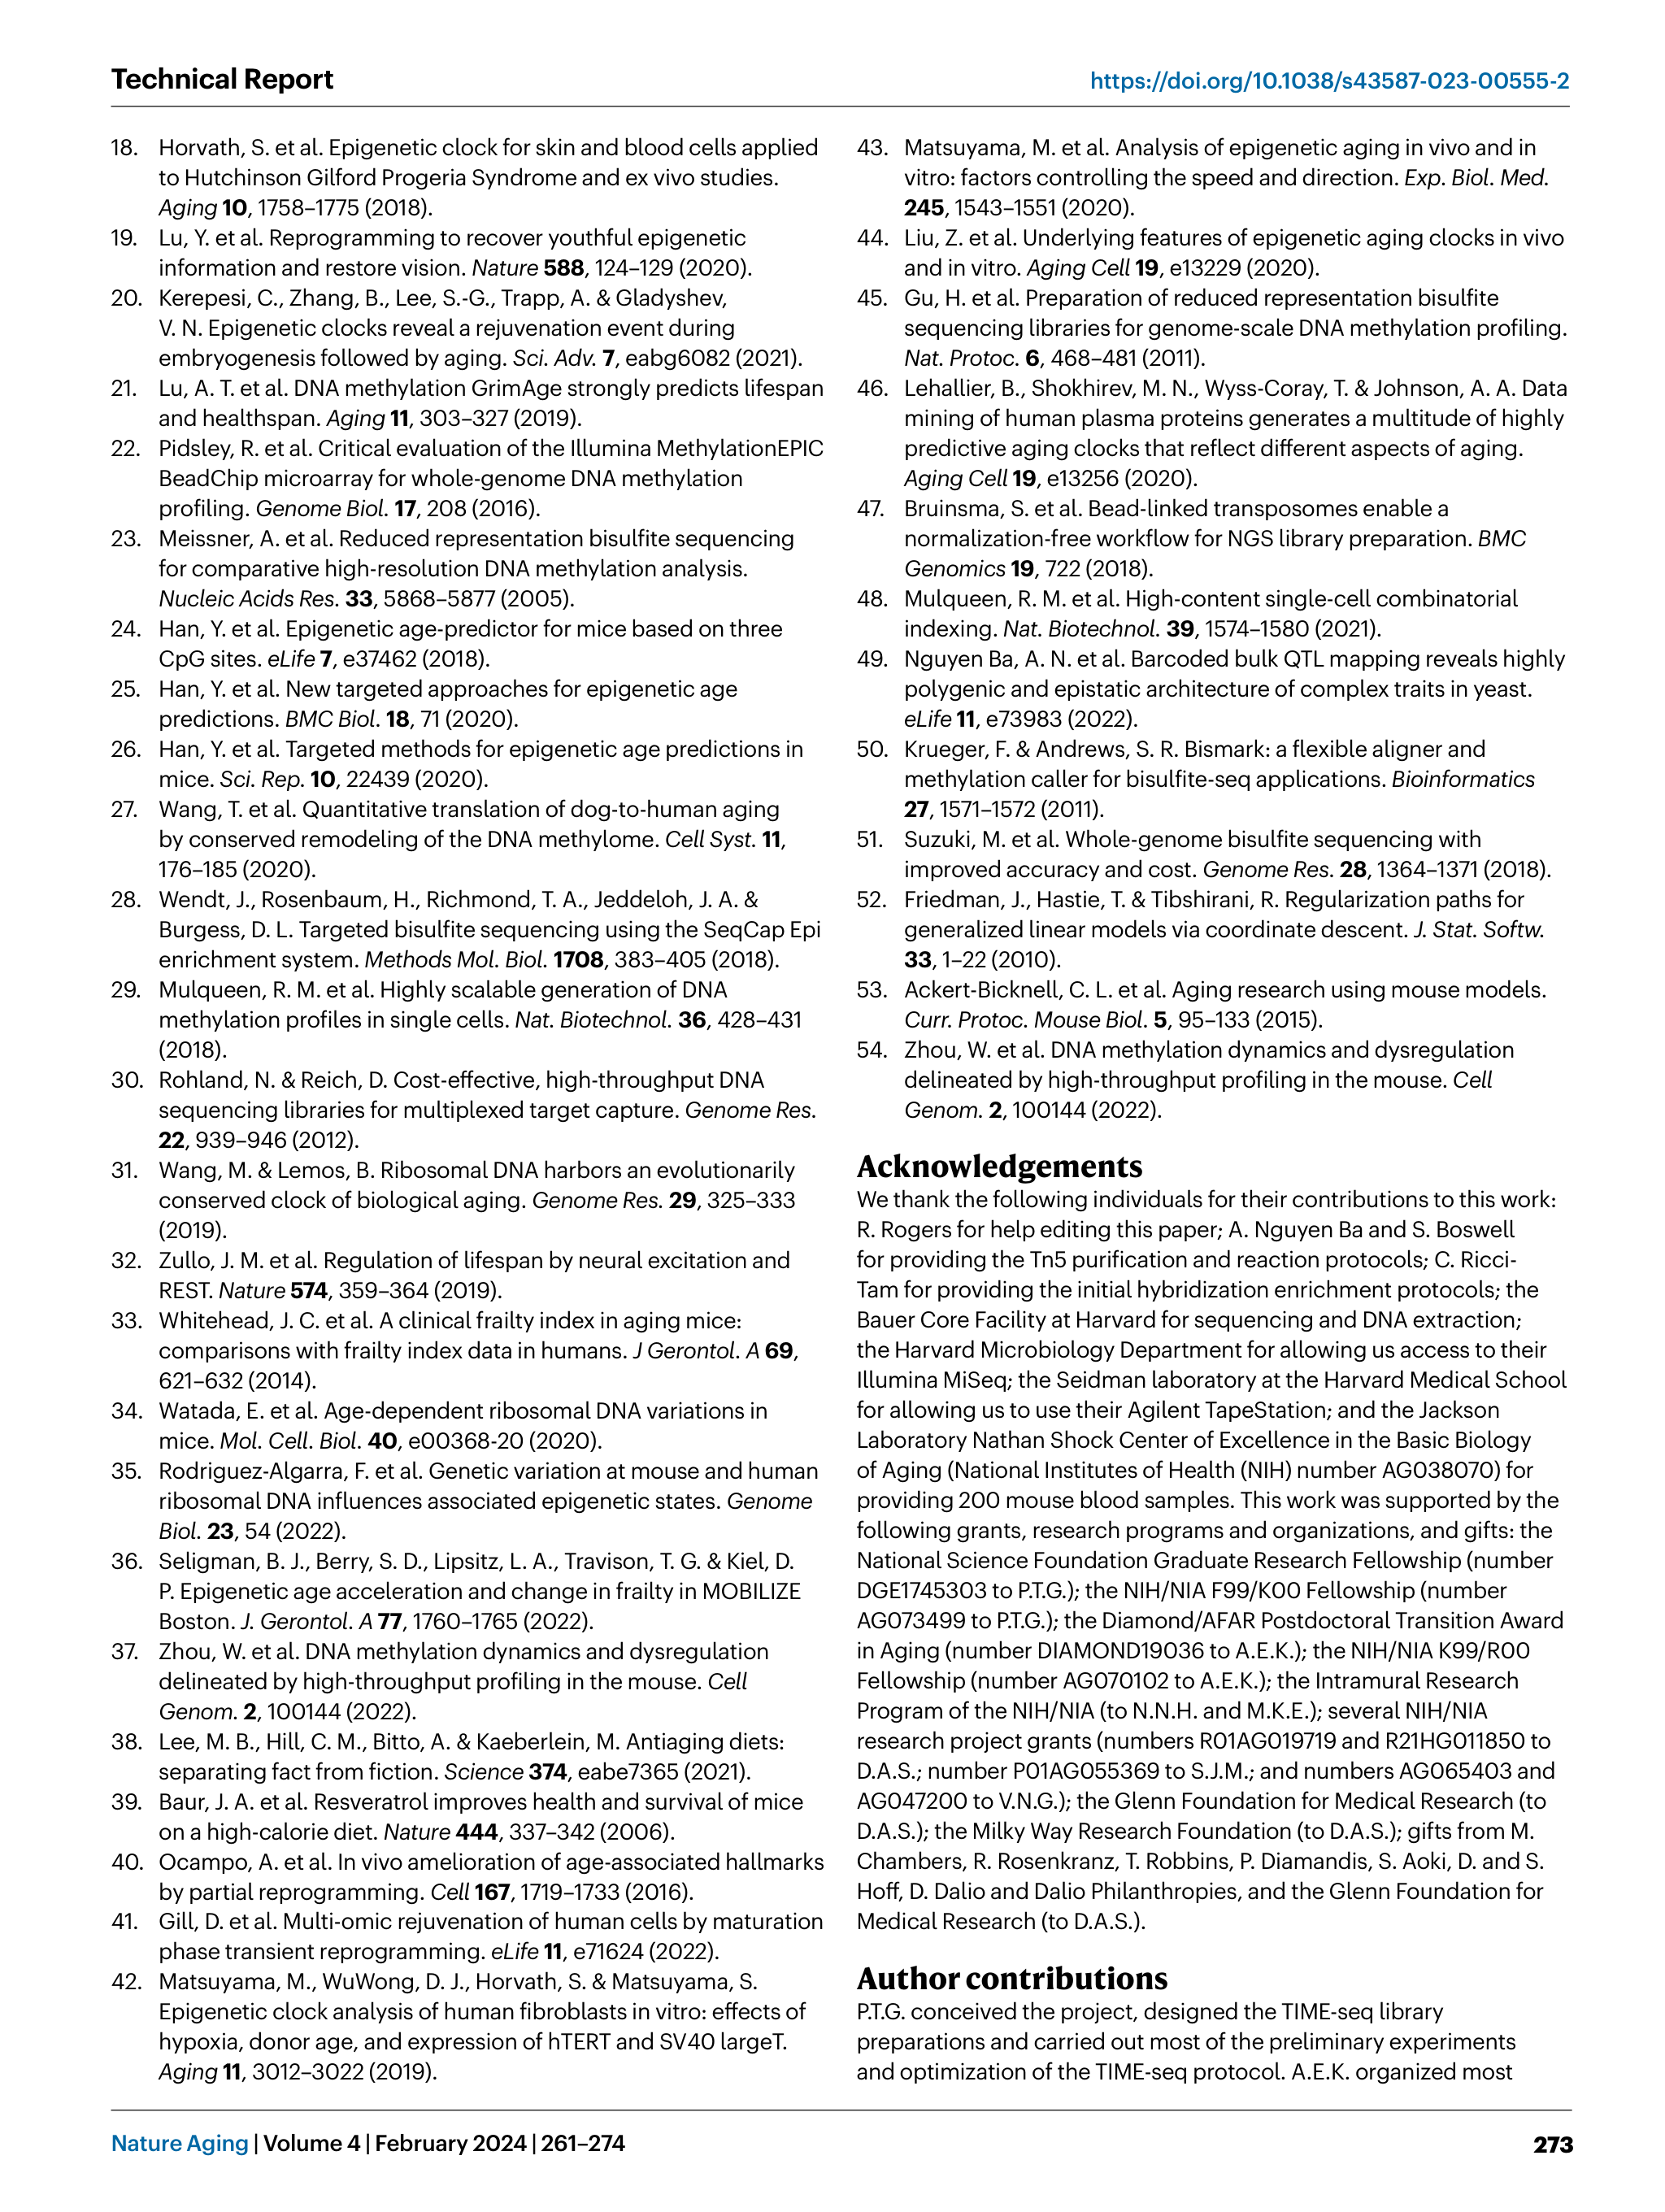 Technical Report
https://doi.org/10.1038/s43587-023-00555-2
18. Horvath, S. et al. Epigenetic clock for skin and blood cells applied
to Hutchinson Gilford Progeria Syndrome and ex vivo studies.
Aging 10, 1758–1775 (2018).
19. Lu, Y. et al. Reprogramming to recover youthful epigenetic
information and restore vision. Nature 588, 124–129 (2020).
20. Kerepesi, C., Zhang, B., Lee, S.-G., Trapp, A. & Gladyshev,
V. N. Epigenetic clocks reveal a rejuvenation event during
embryogenesis followed by aging. Sci. Adv. 7, eabg6082 (2021).
21. Lu, A. T. et al. DNA methylation GrimAge strongly predicts lifespan
and healthspan. Aging 11, 303–327 (2019).
22. Pidsley, R. et al. Critical evaluation of the Illumina MethylationEPIC
BeadChip microarray for whole-genome DNA methylation
profiling. Genome Biol. 17, 208 (2016).
23. Meissner, A. et al. Reduced representation bisulfite sequencing
for comparative high-resolution DNA methylation analysis.
Nucleic Acids Res. 33, 5868–5877 (2005).
24. Han, Y. et al. Epigenetic age-predictor for mice based on three
CpG sites. eLife 7, e37462 (2018).
25. Han, Y. et al. New targeted approaches for epigenetic age
predictions. BMC Biol. 18, 71 (2020).
26. Han, Y. et al. Targeted methods for epigenetic age predictions in
mice. Sci. Rep. 10, 22439 (2020).
27. Wang, T. et al. Quantitative translation of dog-to-human aging
by conserved remodeling of the DNA methylome. Cell Syst. 11,
176–185 (2020).
28. Wendt, J., Rosenbaum, H., Richmond, T. A., Jeddeloh, J. A. &
Burgess, D. L. Targeted bisulfite sequencing using the SeqCap Epi
enrichment system. Methods Mol. Biol. 1708, 383–405 (2018).
29. Mulqueen, R. M. et al. Highly scalable generation of DNA
methylation profiles in single cells. Nat. Biotechnol. 36, 428–431
(2018).
30. Rohland, N. & Reich, D. Cost-effective, high-throughput DNA
sequencing libraries for multiplexed target capture. Genome Res.
22, 939–946 (2012).
31. Wang, M. & Lemos, B. Ribosomal DNA harbors an evolutionarily
conserved clock of biological aging. Genome Res. 29, 325–333
(2019).
32. Zullo, J. M. et al. Regulation of lifespan by neural excitation and
REST. Nature 574, 359–364 (2019).
33. Whitehead, J. C. et al. A clinical frailty index in aging mice:
comparisons with frailty index data in humans. J Gerontol. A 69,
621–632 (2014).
34. Watada, E. et al. Age-dependent ribosomal DNA variations in
mice. Mol. Cell. Biol. 40, e00368-20 (2020).
35. Rodriguez-Algarra, F. et al. Genetic variation at mouse and human
ribosomal DNA influences associated epigenetic states. Genome
Biol. 23, 54 (2022).
36. Seligman, B. J., Berry, S. D., Lipsitz, L. A., Travison, T. G. & Kiel, D.
P. Epigenetic age acceleration and change in frailty in MOBILIZE
Boston. J. Gerontol. A 77, 1760–1765 (2022).
37. Zhou, W. et al. DNA methylation dynamics and dysregulation
delineated by high-throughput profiling in the mouse. Cell
Genom. 2, 100144 (2022).
38. Lee, M. B., Hill, C. M., Bitto, A. & Kaeberlein, M. Antiaging diets:
separating fact from fiction. Science 374, eabe7365 (2021).
39. Baur, J. A. et al. Resveratrol improves health and survival of mice
on a high-calorie diet. Nature 444, 337–342 (2006).
40. Ocampo, A. et al. In vivo amelioration of age-associated hallmarks
by partial reprogramming. Cell 167, 1719–1733 (2016).
41. Gill, D. et al. Multi-omic rejuvenation of human cells by maturation
phase transient reprogramming. eLife 11, e71624 (2022).
42. Matsuyama, M., WuWong, D. J., Horvath, S. & Matsuyama, S.
Epigenetic clock analysis of human fibroblasts in vitro: effects of
hypoxia, donor age, and expression of hTERT and SV40 largeT.
Aging 11, 3012–3022 (2019).
43. Matsuyama, M. et al. Analysis of epigenetic aging in vivo and in
vitro: factors controlling the speed and direction. Exp. Biol. Med.
245, 1543–1551 (2020).
44. Liu, Z. et al. Underlying features of epigenetic aging clocks in vivo
and in vitro. Aging Cell 19, e13229 (2020).
45. Gu, H. et al. Preparation of reduced representation bisulfite
sequencing libraries for genome-scale DNA methylation profiling.
Nat. Protoc. 6, 468–481 (2011).
46. Lehallier, B., Shokhirev, M. N., Wyss-Coray, T. & Johnson, A. A. Data
mining of human plasma proteins generates a multitude of highly
predictive aging clocks that reflect different aspects of aging.
Aging Cell 19, e13256 (2020).
47. Bruinsma, S. et al. Bead-linked transposomes enable a
normalization-free workflow for NGS library preparation. BMC
Genomics 19, 722 (2018).
48. Mulqueen, R. M. et al. High-content single-cell combinatorial
indexing. Nat. Biotechnol. 39, 1574–1580 (2021).
49. Nguyen Ba, A. N. et al. Barcoded bulk QTL mapping reveals highly
polygenic and epistatic architecture of complex traits in yeast.
eLife 11, e73983 (2022).
50. Krueger, F. & Andrews, S. R. Bismark: a flexible aligner and
methylation caller for bisulfite-seq applications. Bioinformatics
27, 1571–1572 (2011).
51. Suzuki, M. et al. Whole-genome bisulfite sequencing with
improved accuracy and cost. Genome Res. 28, 1364–1371 (2018).
52. Friedman, J., Hastie, T. & Tibshirani, R. Regularization paths for
generalized linear models via coordinate descent. J. Stat. Softw.
33, 1–22 (2010).
53. Ackert-Bicknell, C. L. et al. Aging research using mouse models.
Curr. Protoc. Mouse Biol. 5, 95–133 (2015).
54. Zhou, W. et al. DNA methylation dynamics and dysregulation
delineated by high-throughput profiling in the mouse. Cell
Genom. 2, 100144 (2022).
Acknowledgements
We thank the following individuals for their contributions to this work:
R. Rogers for help editing this paper; A. Nguyen Ba and S. Boswell
for providing the Tn5 purification and reaction protocols; C. Ricci-
Tam for providing the initial hybridization enrichment protocols; the
Bauer Core Facility at Harvard for sequencing and DNA extraction;
the Harvard Microbiology Department for allowing us access to their
Illumina MiSeq; the Seidman laboratory at the Harvard Medical School
for allowing us to use their Agilent TapeStation; and the Jackson
Laboratory Nathan Shock Center of Excellence in the Basic Biology
of Aging (National Institutes of Health (NIH) number AG038070) for
providing 200 mouse blood samples. This work was supported by the
following grants, research programs and organizations, and gifts: the
National Science Foundation Graduate Research Fellowship (number
DGE1745303 to P.T.G.); the NIH/NIA F99/K00 Fellowship (number
AG073499 to P.T.G.); the Diamond/AFAR Postdoctoral Transition Award
in Aging (number DIAMOND19036 to A.E.K.); the NIH/NIA K99/R00
Fellowship (number AG070102 to A.E.K.); the Intramural Research
Program of the NIH/NIA (to N.N.H. and M.K.E.); several NIH/NIA
research project grants (numbers R01AG019719 and R21HG011850 to
D.A.S.; number P01AG055369 to S.J.M.; and numbers AG065403 and
AG047200 to V.N.G.); the Glenn Foundation for Medical Research (to
D.A.S.); the Milky Way Research Foundation (to D.A.S.); gifts from M.
Chambers, R. Rosenkranz, T. Robbins, P. Diamandis, S. Aoki, D. and S.
Hoff, D. Dalio and Dalio Philanthropies, and the Glenn Foundation for
Medical Research (to D.A.S.).
Author contributions
P.T.G. conceived the project, designed the TIME-seq library
preparations and carried out most of the preliminary experiments
and optimization of the TIME-seq protocol. A.E.K. organized most
Nature Aging | Volume 4 | February 2024 | 261–274
273